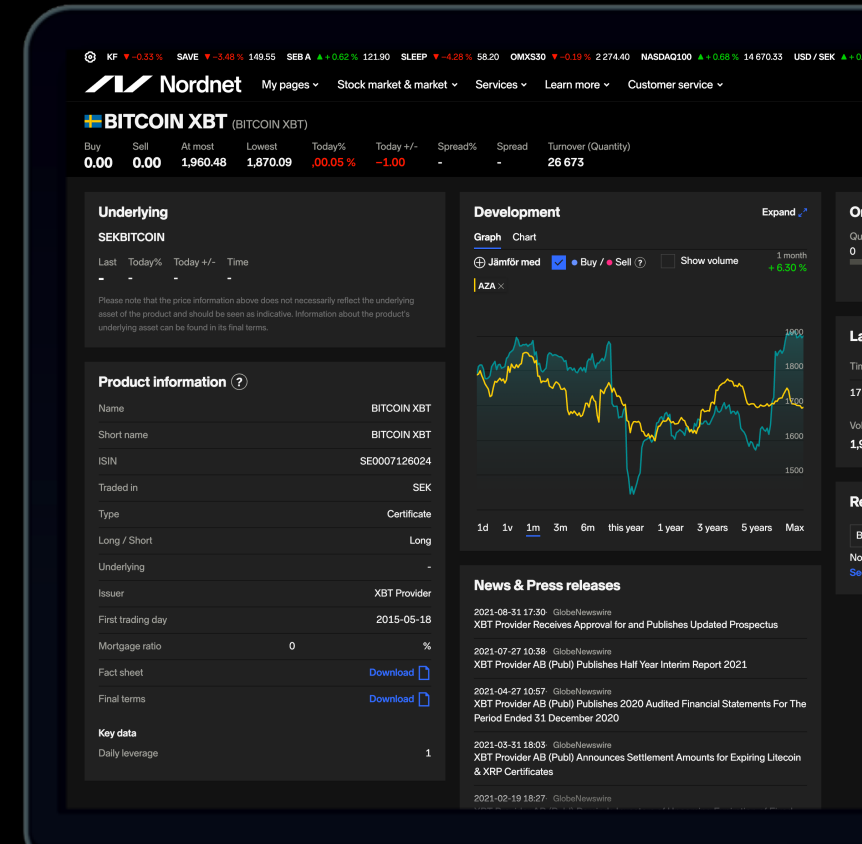 KF ▼ -0.33 % SAVE ▼ -3.48 % 149.55 SEB A ▲ + 0.62 % 121.90 SLEEP ▼ -4.28 % 58.20 OMXS30 ▼ -0.19 % 2 274.40 NASDAQ100 ▲ + 0.68 % 14 670.33 USD / SEK ▲ + 0
Nordnet My pages Stock market & market Services Learn more Customer service
BITCOIN XBT (BITCOIN XBT)
Buy Sell At most Lowest Today% Today +/- Spread% Spread Turnover (Quantity)
0.00 0.00 1,960.48 1,870.09 ,00.05 % -1.00 - - 26 673
Underlying
SEKBITCOIN
Last Today% Today +/- Time
- - - -
Please note that the price information above does not necessarily reflect the underlying
asset of the product and should be seen as indicative. Information about the product's
underlying asset can be found in its final terms.
Product information ?
Name BITCOIN XBT
Short name BITCOIN XBT
ISIN SE0007126024
Traded in SEK
Type Certificate
Long / Short Long
Underlying -
Issuer XBT Provider
First trading day 2015-05-18
Mortgage ratio 0 %
Fact sheet Download
Final terms Download
Key data
Daily leverage 1
Development Expand
Graph Chart
Jämför med Buy / Sell ? Show volume
1 month
+ 6.30 %
AZA ×
1900
1800
1700
1600
1500
1d 1v 1m 3m 6m this year 1 year 3 years 5 years Max
News & Press releases
2021-08-31 17:30· GlobeNewswire
XBT Provider Receives Approval for and Publishes Updated Prospectus
2021-07-27 10:38· GlobeNewswire
XBT Provider AB (Publ) Publishes Half Year Interim Report 2021
2021-04-27 10:57· GlobeNewswire
XBT Provider AB (Publ) Publishes 2020 Audited Financial Statements For The
Period Ended 31 December 2020
2021-03-31 18:03· GlobeNewswire
XBT Provider AB (Publ) Announces Settlement Amounts for Expiring Litecoin
& XRP Certificates
2021-02-19 18:27· GlobeNewswire
0
17
No